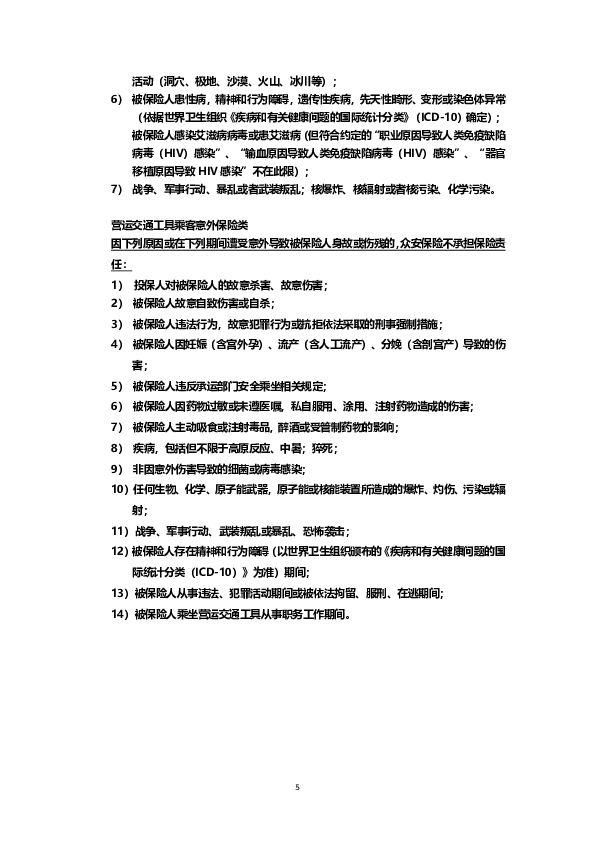 活动（洞穴、极地、沙漠、火山、冰川等）；
6） 被保险人患性病，精神和行为障碍，遗传性疾病，先天性畸形、变形或染色体异常
（依据世界卫生组织《疾病和有关健康问题的国际统计分类》（ICD-10）确定）；
被保险人感染艾滋病病毒或患艾滋病（但符合约定的“职业原因导致人类免疫缺陷
病毒（HIV）感染”、“输血原因导致人类免疫缺陷病毒（HIV）感染”、“器官
移植原因导致 HIV 感染”不在此限）；
7） 战争、军事行动、暴乱或者武装叛乱；核爆炸、核辐射或者核污染、化学污染。
营运交通工具乘客意外保险类
因下列原因或在下列期间遭受意外导致被保险人身故或伤残的，众安保险不承担保险责
任：
1） 投保人对被保险人的故意杀害、故意伤害；
2） 被保险人故意自致伤害或自杀；
3） 被保险人违法行为，故意犯罪行为或抗拒依法采取的刑事强制措施；
4） 被保险人因妊娠（含宫外孕）、流产（含人工流产）、分娩（含剖宫产）导致的伤
害；
5） 被保险人违反承运部门安全乘坐相关规定；
6） 被保险人因药物过敏或未遵医嘱，私自服用、涂用、注射药物造成的伤害；
7） 被保险人主动吸食或注射毒品，醉酒或受管制药物的影响；
8） 疾病，包括但不限于高原反应、中暑；猝死；
9） 非因意外伤害导致的细菌或病毒感染；
10）任何生物、化学、原子能武器，原子能或核能装置所造成的爆炸、灼伤、污染或辐
射；
11）战争、军事行动、武装叛乱或暴乱、恐怖袭击；
12）被保险人存在精神和行为障碍（以世界卫生组织颁布的《疾病和有关健康问题的国
际统计分类（ICD-10）》为准）期间；
13）被保险人从事违法、犯罪活动期间或被依法拘留、服刑、在逃期间；
14）被保险人乘坐营运交通工具从事职务工作期间。
5